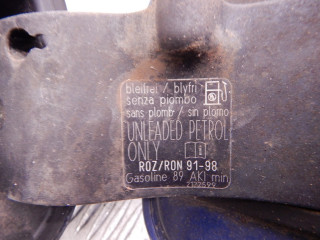 bleifrei / blyfri
senza piombo
sans plomb / sin plomo
UNLEADED PETROL
ONLY
ROZ/RON 91-98
Gasoline 89 AKI min